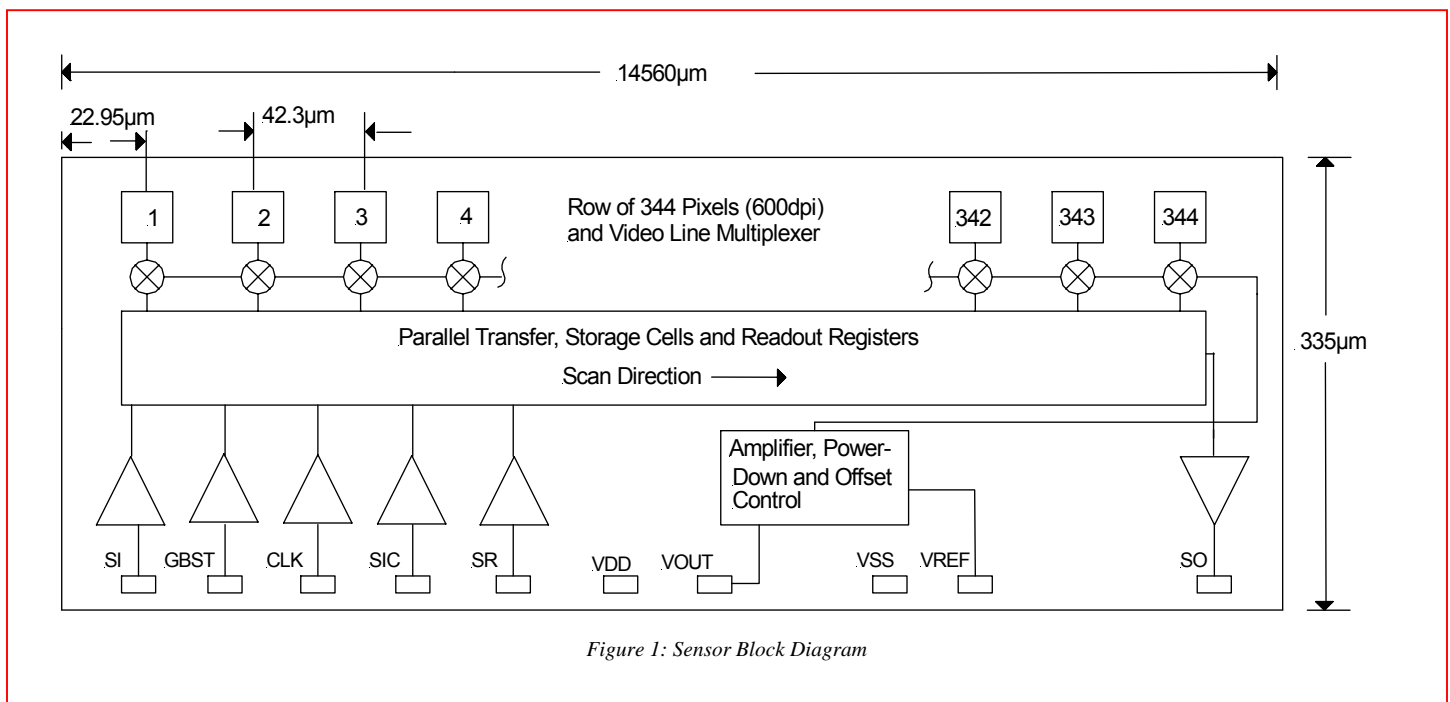 14560µm
22.95µm
42.3µm
1
2
3
4
Row of 344 Pixels (600dpi)
and Video Line Multiplexer
342
343
344
Parallel Transfer, Storage Cells and Readout Registers
Scan Direction
335µm
Amplifier, Power-
Down and Offset
Control
SI
GBST
CLK
SIC
SR
VDD
VOUT
VSS
VREF
SO
Figure 1: Sensor Block Diagram